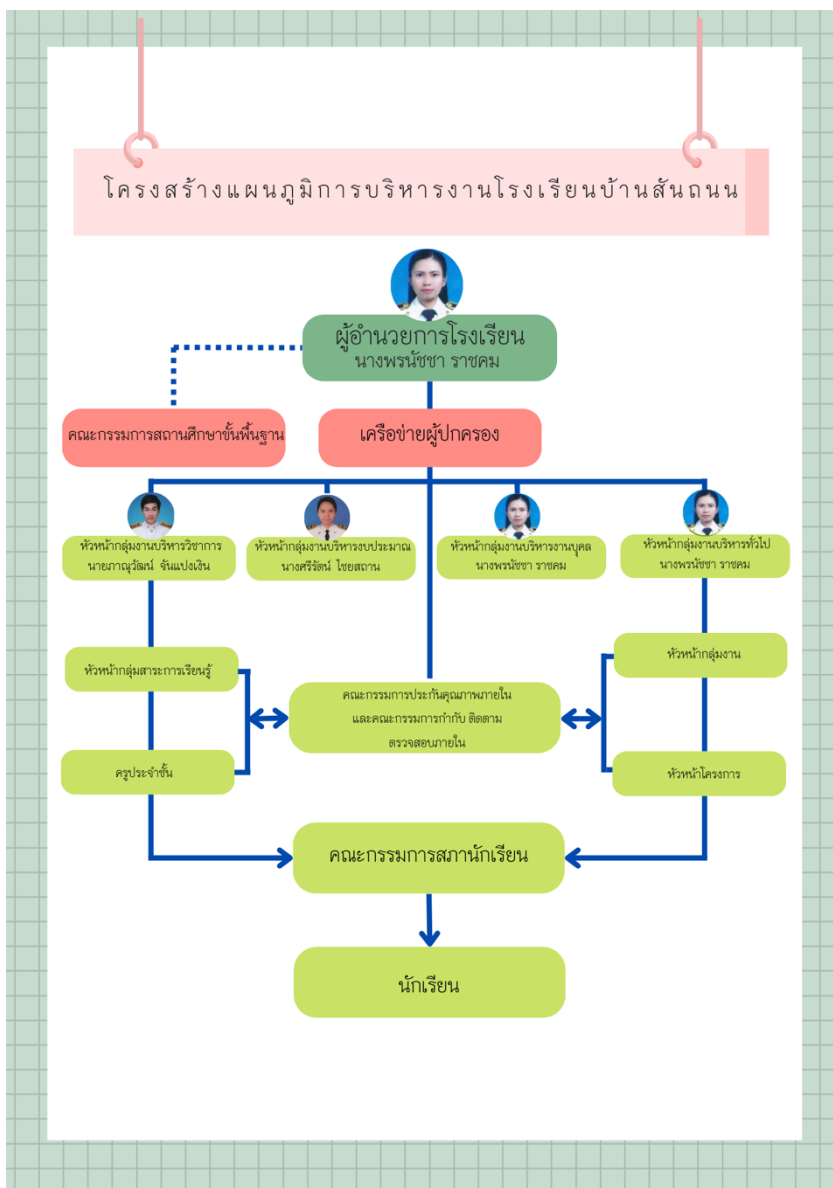 โครงสร้างแผนภูมิการบริหารงานโรงเรียนบ้านสันถนน
ผู้อำนวยการโรงเรียน
นางพรนัชชา ราชคม
คณะกรรมการสถานศึกษาขั้นพื้นฐาน
เครือข่ายผู้ปกครอง
หัวหน้ากลุ่มงานบริหารวิชาการ
นายภาณุวัฒน์ จันแปงเงิน
หัวหน้ากลุ่มงานบริหารงบประมาณ
นางศรีรัตน์ ไชยสถาน
หัวหน้ากลุ่มงานบริหารงานบุคคล
นางพรนัชชา ราชคม
หัวหน้ากลุ่มงานบริหารทั่วไป
นางพรนัชชา ราชคม
หัวหน้ากลุ่มสาระการเรียนรู้
คณะกรรมการประกันคุณภาพภายใน
และคณะกรรมการกำกับ ติดตาม
ตรวจสอบภายใน
หัวหน้ากลุ่มงาน
ครูประจำชั้น
หัวหน้าโครงการ
คณะกรรมการสภานักเรียน
นักเรียน